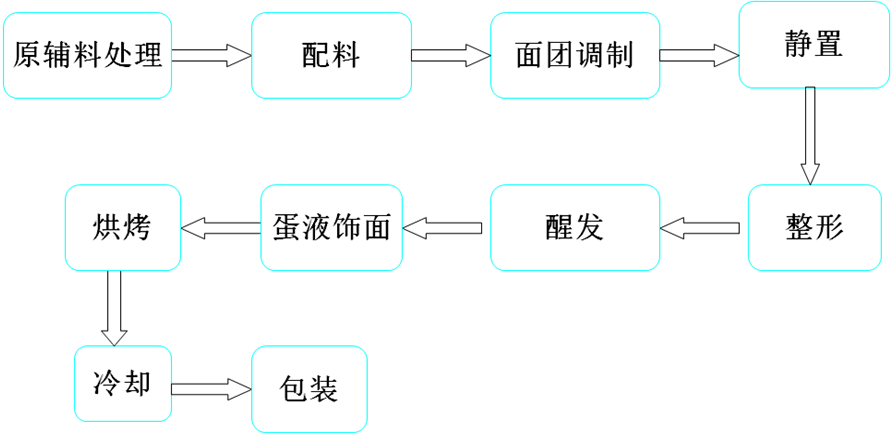 原辅料处理
配料
面团调制
静置
整形
醒发
蛋液饰面
烘烤
冷却
包装